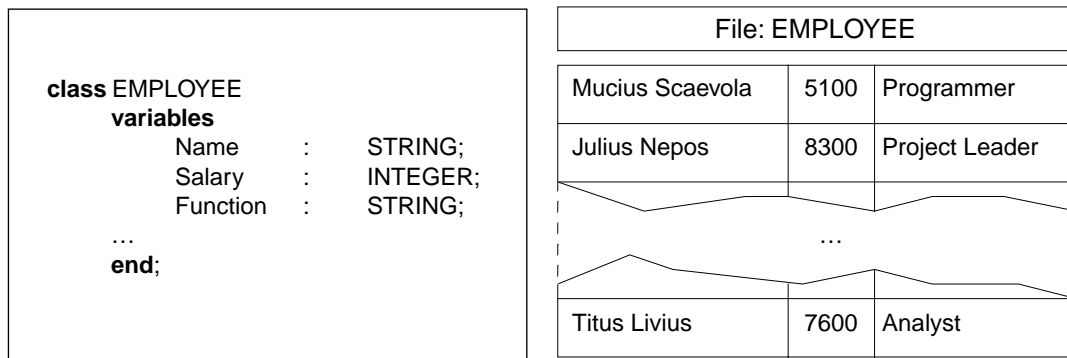 class EMPLOYEE
variables
Name : STRING;
Salary : INTEGER;
Function : STRING;
…
end;
File: EMPLOYEE
Mucius Scaevola 5100 Programmer
Julius Nepos 8300 Project Leader
…
Titus Livius 7600 Analyst